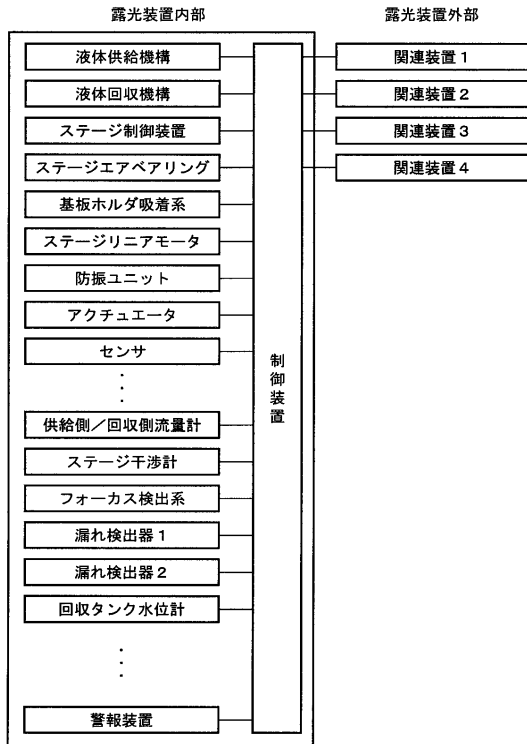 露光装置内部
露光装置外部
液体供給機構
液体回収機構
ステージ制御装置
ステージエアベアリング
基板ホルダ吸着系
ステージリニアモータ
防振ユニット
アクチュエータ
センサ
供給側／回収側流量計
ステージ干渉計
フォーカス検出系
漏れ検出器1
漏れ検出器2
回収タンク水位計
警報装置
制御装置
関連装置1
関連装置2
関連装置3
関連装置4